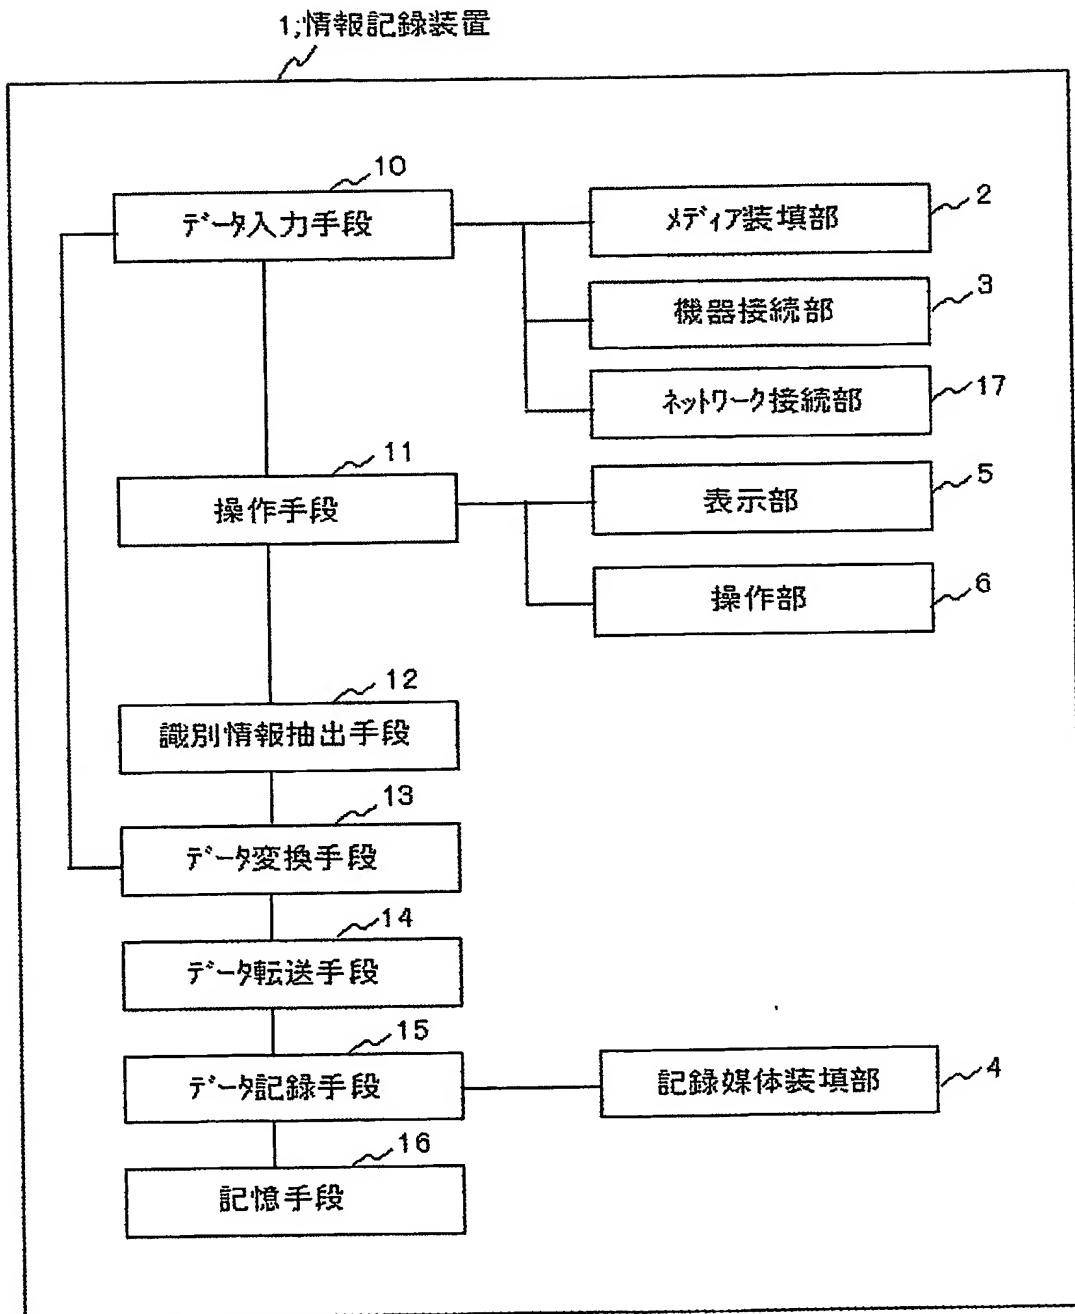 1;情報記録装置
10
データ入力手段
メディア装填部
2
機器接続部
3
ネットワーク接続部
17
11
操作手段
表示部
5
操作部
6
12
識別情報抽出手段
13
データ変換手段
14
データ転送手段
15
データ記録手段
記録媒体装填部
4
16
記憶手段